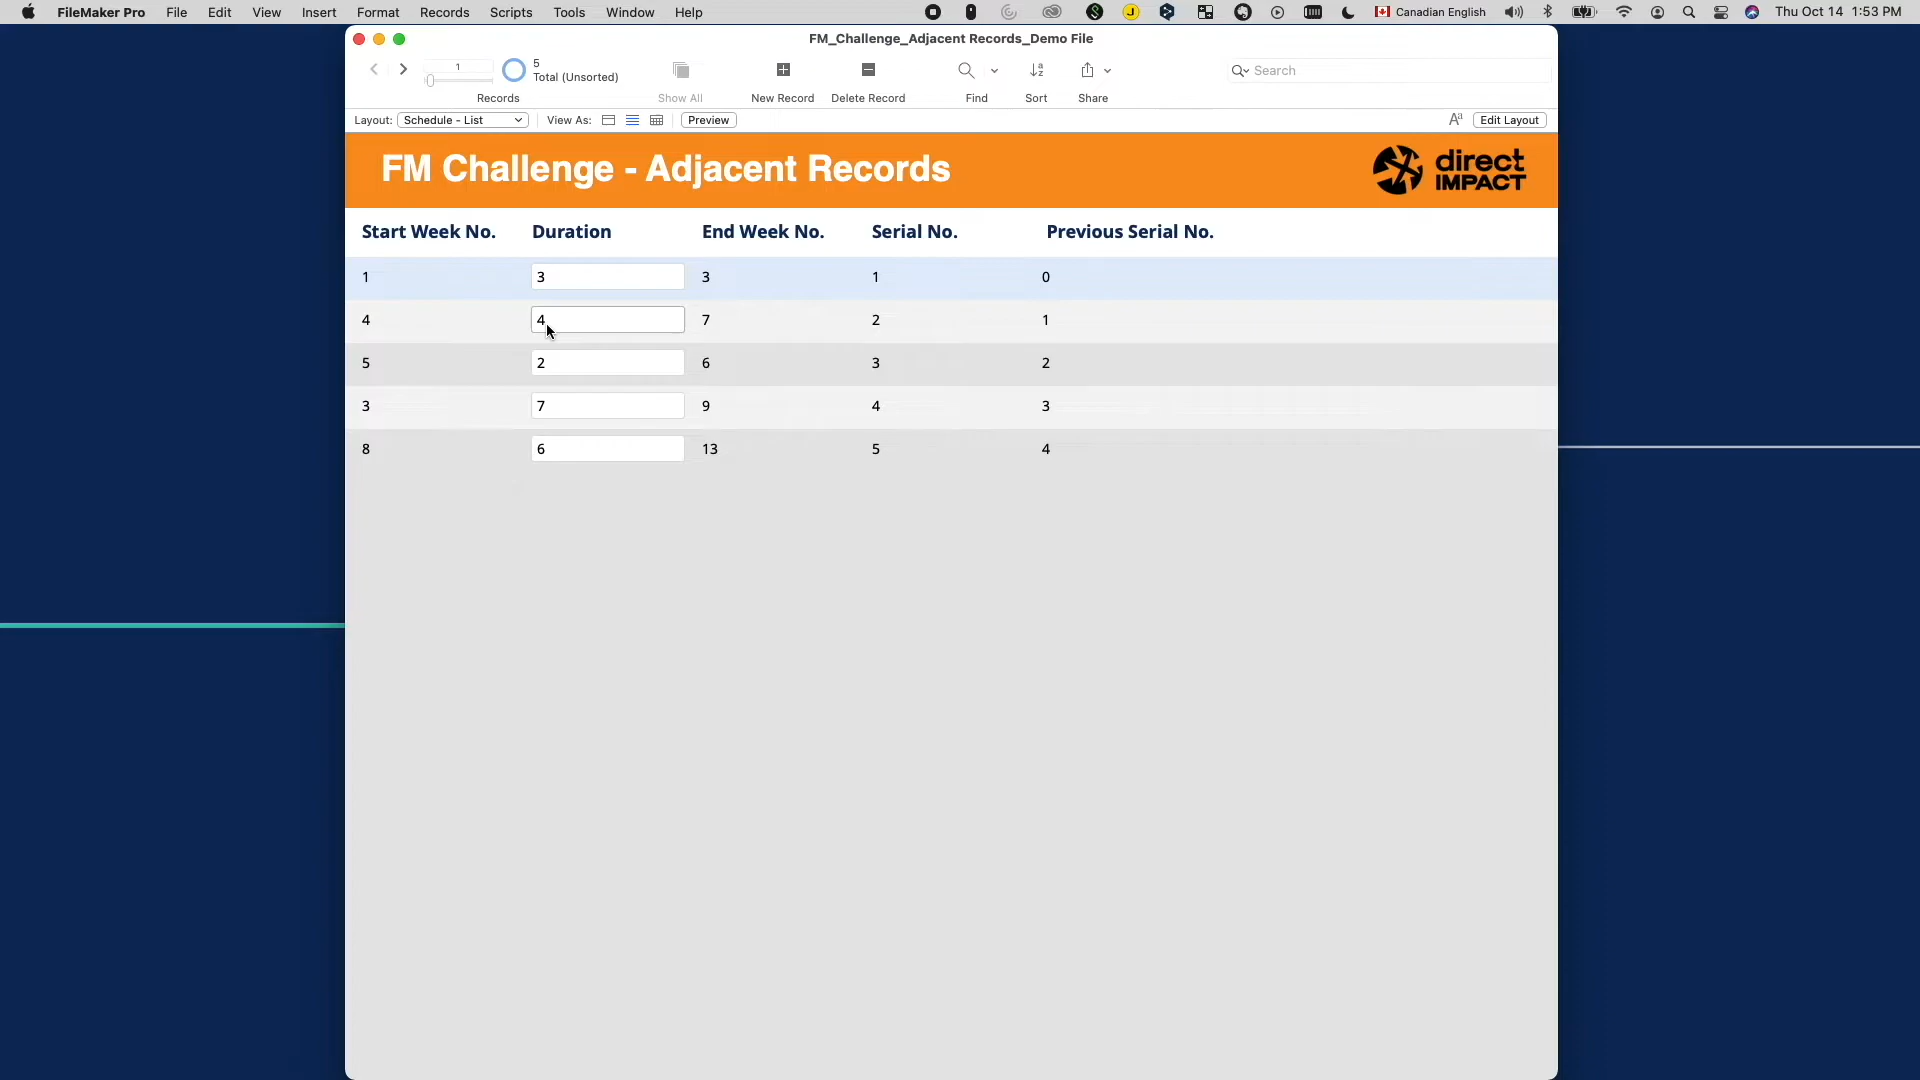 FileMaker Pro File Edit View Insert Format Records Scripts Tools Window Help Canadian English Thu Oct 14 1:53 PM
FM_Challenge_Adjacent Records_Demo File
1
5
Total (Unsorted)
Search
Records Show All New Record Delete Record Find Sort Share
Layout: Schedule - List View As: Preview Aa Edit Layout
FM Challenge - Adjacent Records
direct
IMPACT
Start Week No. Duration End Week No. Serial No. Previous Serial No.
1 3 3 1 0
4 4 7 2 1
5 2 6 3 2
3 7 9 4 3
8 6 13 5 4